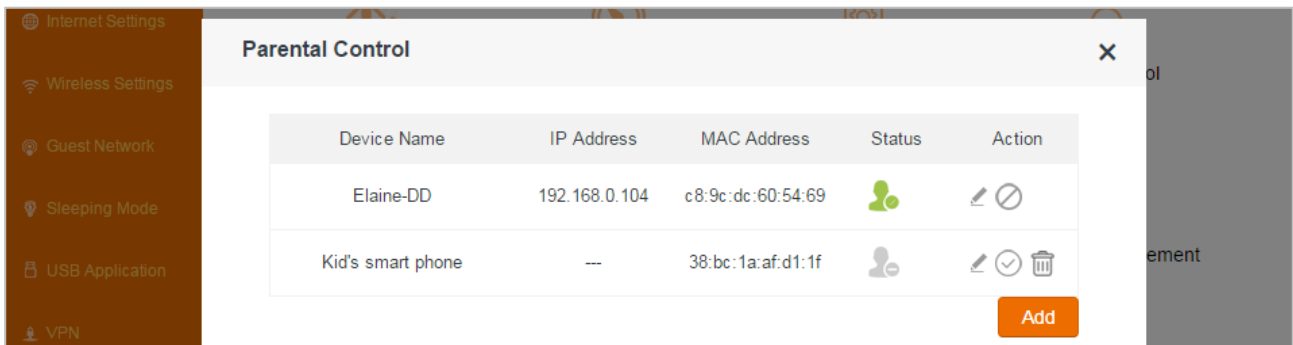 Internet Settings
Parental Control
ol
Wireless Settings
Device Name IP Address MAC Address Status Action
Guest Network
Elaine-DD 192.168.0.104 c8:9c:dc:60:54:69
Sleeping Mode
Kid's smart phone --- 38:bc:1a:af:d1:1f
ement
USB Application
Add
VPN